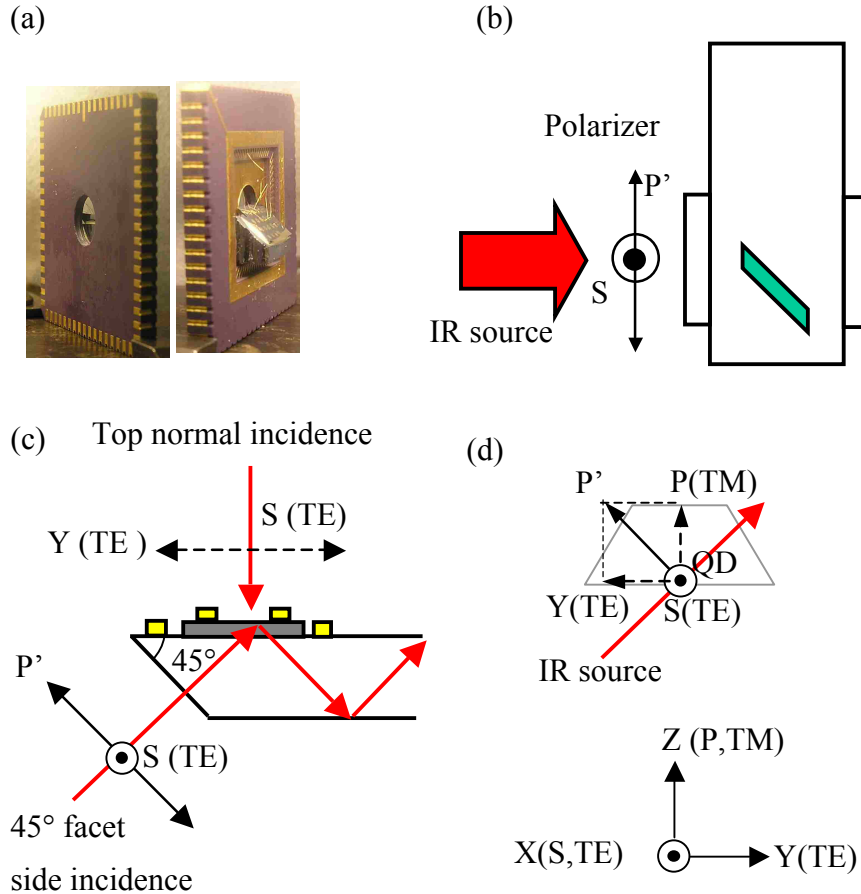 (a)
(b)
Polarizer
P’
S
IR source
(c)
Top normal incidence
S (TE)
Y (TE )
45°
P’
S (TE)
45° facet
side incidence
(d)
P’
P(TM)
QD
Y(TE)
S(TE)
IR source
Z (P,TM)
X(S,TE)
Y(TE)